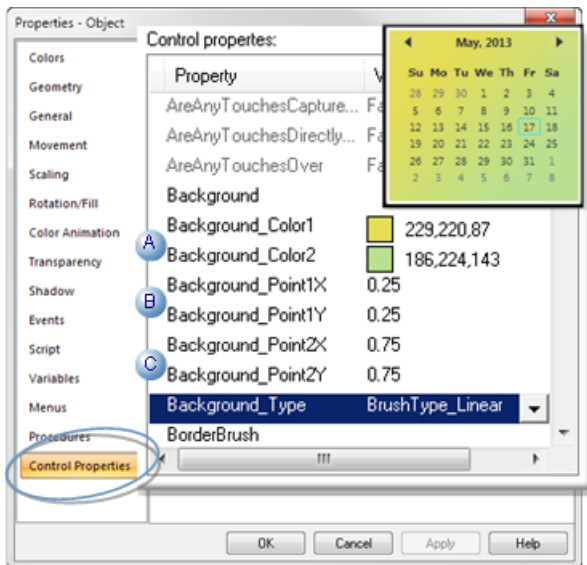 Properties - Object
Colors
Geometry
General
Movement
Scaling
Rotation/Fill
Color Animation
Transparency
Shadow
Events
Script
Variables
Menus
Procedures
Control Properties
Control propertes:
Property V
AreAnyTouchesCapture... Fa
AreAnyTouchesDirectly... Fa
AreAnyTouchesOver Fa
Background
Background_Color1 229,220,87
Background_Color2 186,224,143
Background_Point1X 0.25
Background_Point1Y 0.25
Background_Point2X 0.75
Background_Point2Y 0.75
Background_Type BrushType_Linear
BorderBrush
A
B
C
May, 2013
Su Mo Tu We Th Fr Sa
28 29 30 1 2 3 4
5 6 7 8 9 10 11
12 13 14 15 16 17 18
19 20 21 22 23 24 25
26 27 28 29 30 31 1
2 3 4 5 6 7 8
OK Cancel Apply Help